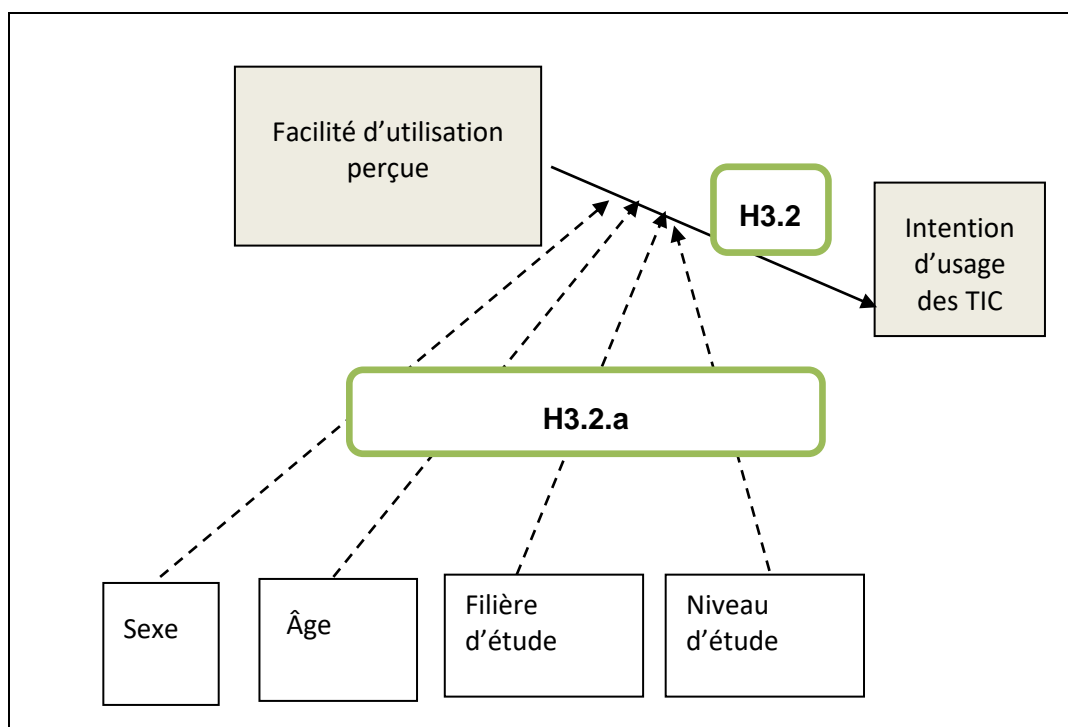 Facilité d’utilisation
perçue
H3.2
Intention
d’usage
des TIC
H3.2.a
Sexe
Âge
Filière
d’étude
Niveau
d’étude